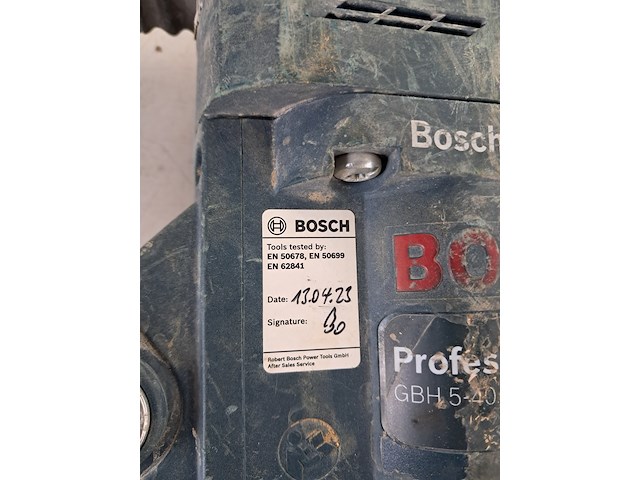 Bosch
BOSCH
Tools tested by:
EN 50678, EN 50699
EN 62841
Date: 13.04.23
Signature:
Robert Bosch Power Tools GmbH
After Sales Service
BO
Profes
GBH 5-40